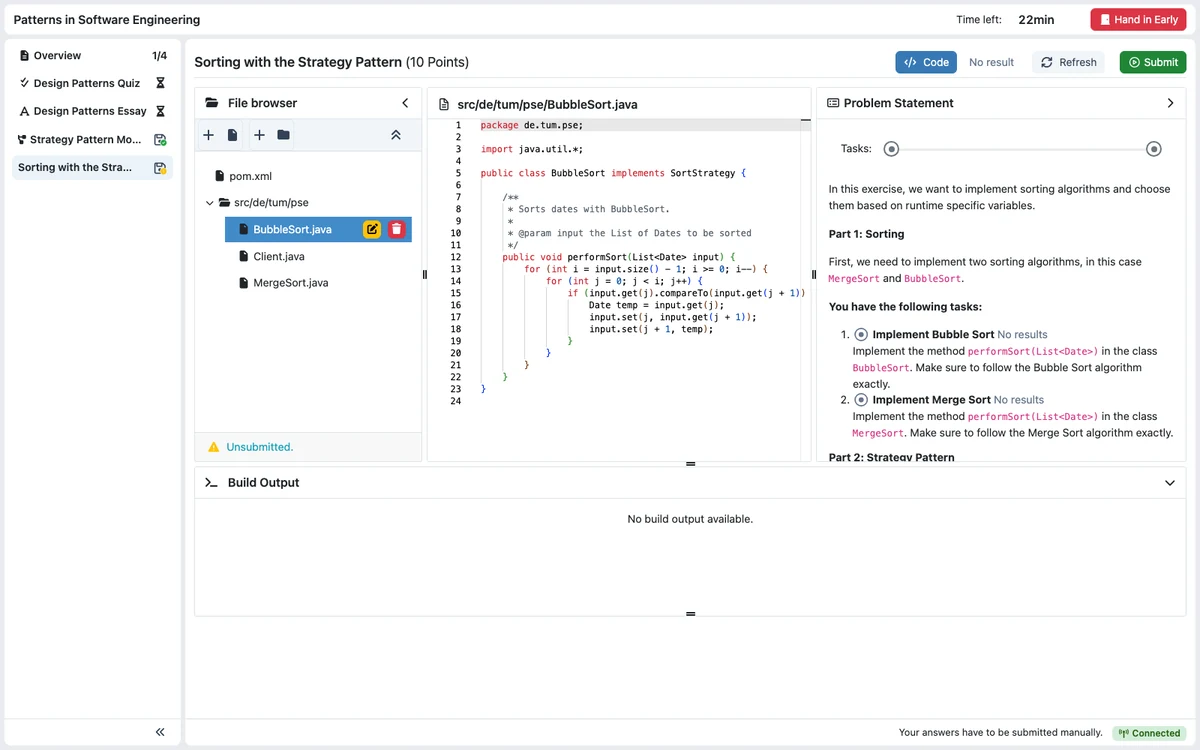 Patterns in Software Engineering
Time left: 22min
Hand in Early
Overview 1/4
Design Patterns Quiz
Design Patterns Essay
Strategy Pattern Mo...
Sorting with the Stra...
Sorting with the Strategy Pattern (10 Points)
Code
No result
Refresh
Submit
File browser
pom.xml
src/de/tum/pse
BubbleSort.java
Client.java
MergeSort.java
Unsubmitted.
src/de/tum/pse/BubbleSort.java
1 package de.tum.pse;
2
3 import java.util.*;
4
5 public class BubbleSort implements SortStrategy {
6
7 /**
8 * Sorts dates with BubbleSort.
9 *
10 * @param input the List of Dates to be sorted
11 */
12 public void performSort(List<Date> input) {
13 for (int i = input.size() - 1; i >= 0; i--) {
14 for (int j = 0; j < i; j++) {
15 if (input.get(j).compareTo(input.get(j + 1))
16 Date temp = input.get(j);
17 input.set(j, input.get(j + 1));
18 input.set(j + 1, temp);
19 }
20 }
21 }
22 }
23 }
24
Problem Statement
Tasks:
In this exercise, we want to implement sorting algorithms and choose
them based on runtime specific variables.
Part 1: Sorting
First, we need to implement two sorting algorithms, in this case
MergeSort and BubbleSort.
You have the following tasks:
1. Implement Bubble Sort No results
Implement the method performSort(List<Date>) in the class
BubbleSort. Make sure to follow the Bubble Sort algorithm
exactly.
2. Implement Merge Sort No results
Implement the method performSort(List<Date>) in the class
MergeSort. Make sure to follow the Merge Sort algorithm exactly.
Part 2: Strategy Pattern
Build Output
No build output available.
Your answers have to be submitted manually.
Connected